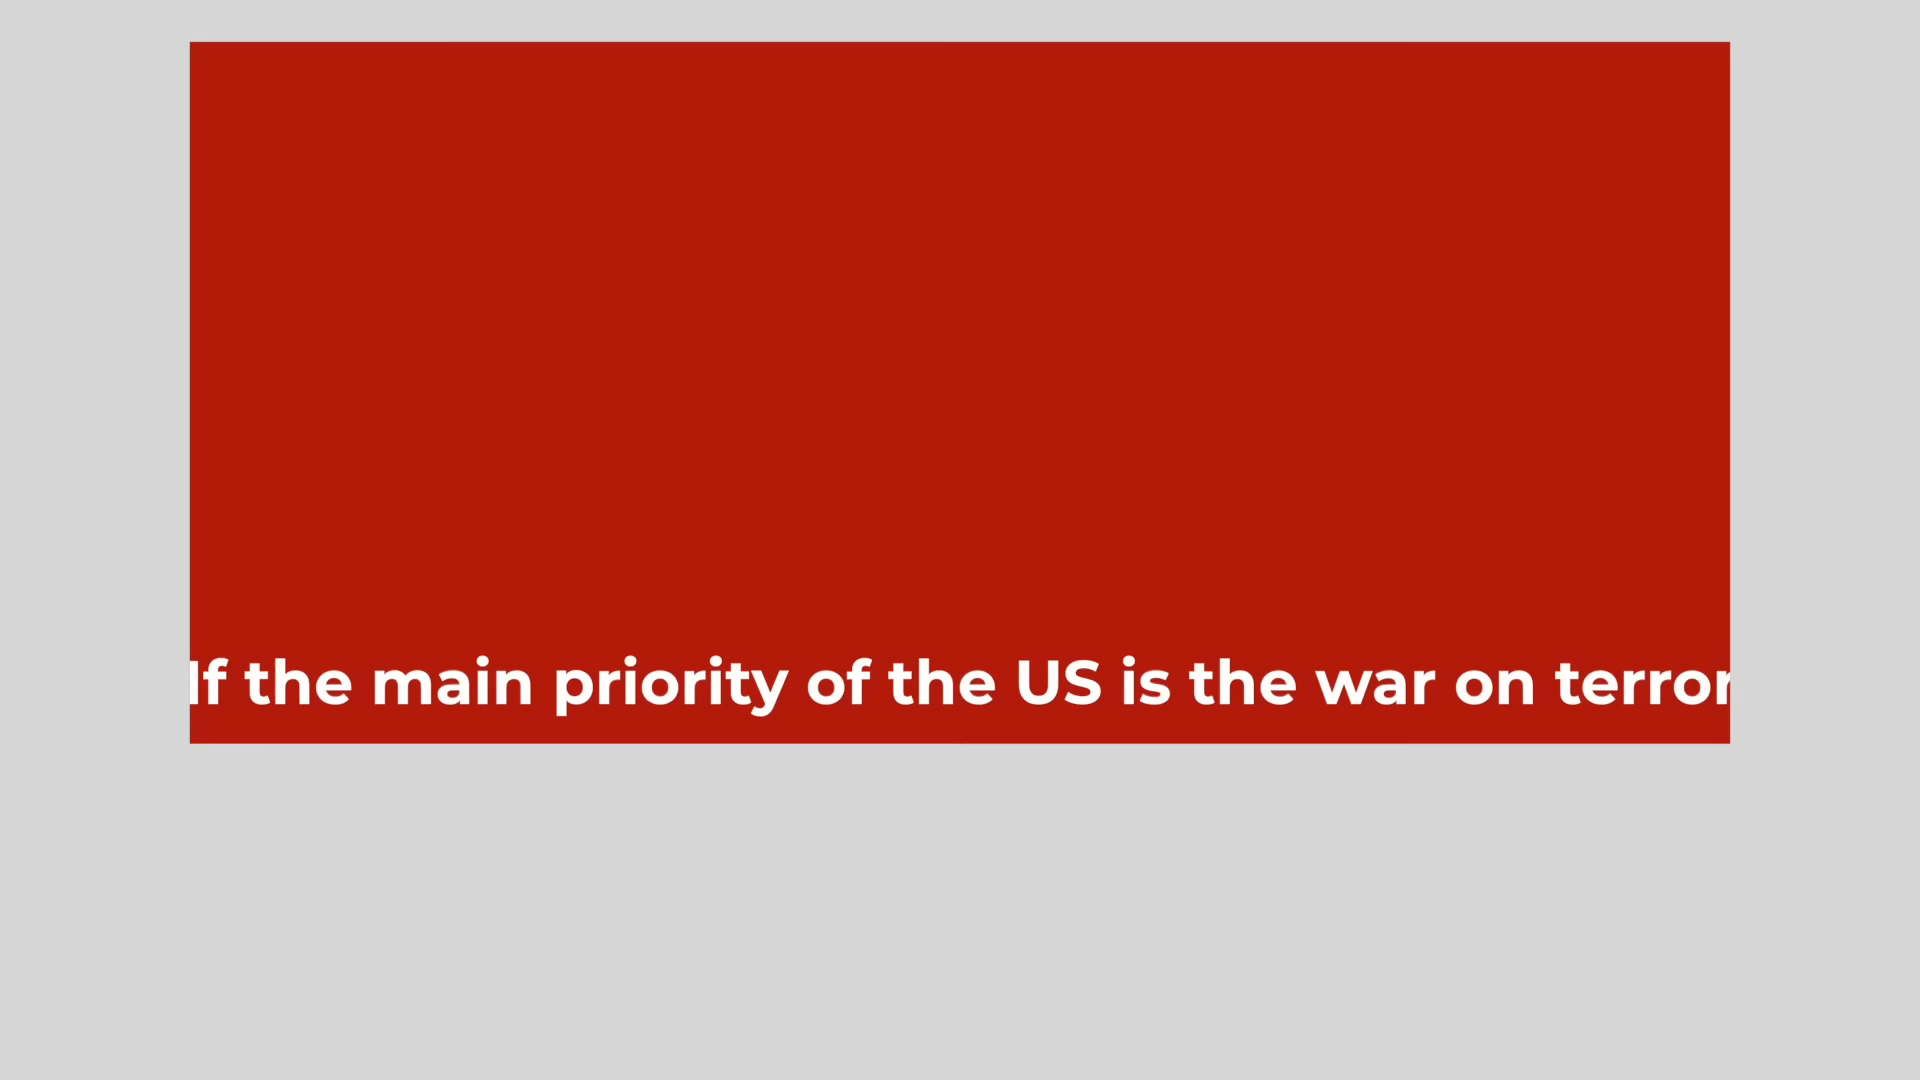 If the main priority of the US is the war on terror